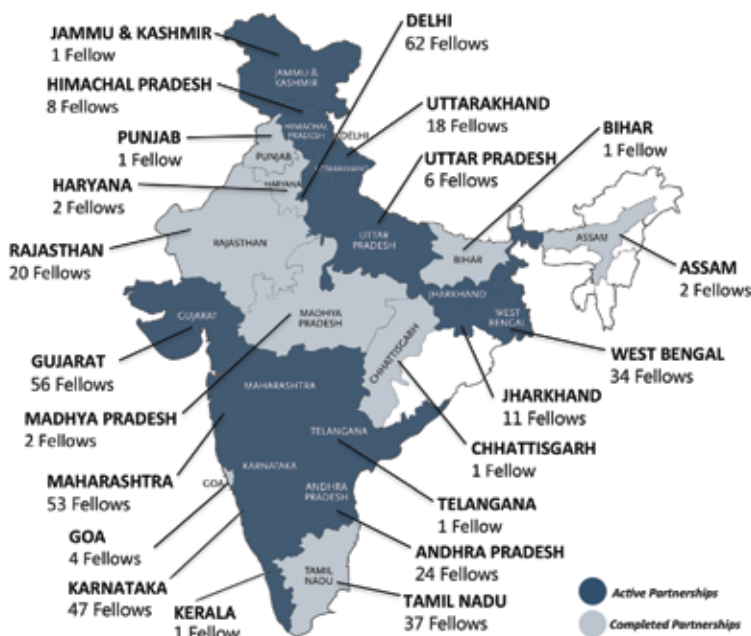 JAMMU & KASHMIR
1 Fellow
HIMACHAL PRADESH
8 Fellows
PUNJAB
1 Fellow
HARYANA
2 Fellows
RAJASTHAN
20 Fellows
GUJARAT
56 Fellows
MADHYA PRADESH
2 Fellows
MAHARASHTRA
53 Fellows
GOA
4 Fellows
KARNATAKA
47 Fellows
KERALA
1 Fellow
DELHI
62 Fellows
UTTARAKHAND
18 Fellows
UTTAR PRADESH
6 Fellows
BIHAR
1 Fellow
ASSAM
2 Fellows
WEST BENGAL
34 Fellows
JHARKHAND
11 Fellows
CHHATTISGARH
1 Fellow
TELANGANA
1 Fellow
ANDHRA PRADESH
24 Fellows
TAMIL NADU
37 Fellows
JAMMU &
KASHMIR
HIMACHAL
PRADESH
DELHI
PUNJAB
HARYANA
UTTARAKHAND
RAJASTHAN
UTTAR
PRADESH
BIHAR
ASSAM
GUJARAT
MADHYA
PRADESH
JHARKHAND
WEST
BENGAL
CHHATTISGARH
MAHARASHTRA
TELANGANA
GOA
KARNATAKA
ANDHRA
PRADESH
TAMIL
NADU
Active Partnerships
Completed Partnerships